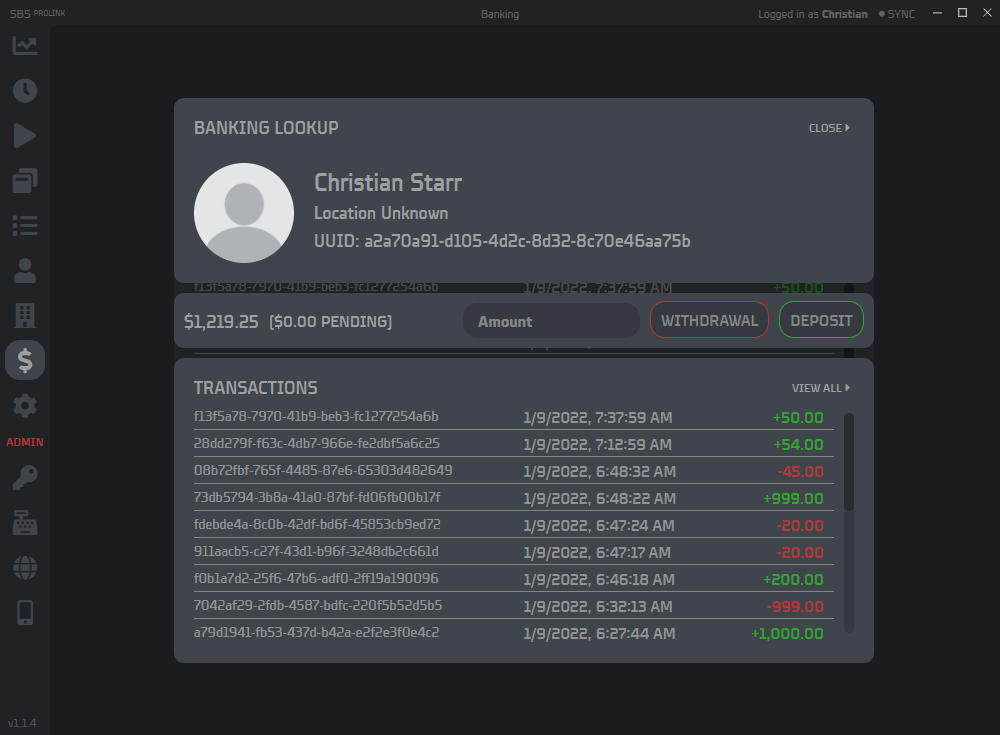 SBS PROLINK
Banking
Logged in as Christian
SYNC
BANKING LOOKUP
CLOSE
Christian Starr
Location Unknown
UUID: a2a70a91-d105-4d2c-8d32-8c70e46aa75b
f13f5a78-7970-41b9-beb3-fc1277254a6b 1/9/2022, 7:37:59 AM +50.00
$1,219.25 ($0.00 PENDING)
Amount
WITHDRAWAL
DEPOSIT
TRANSACTIONS
VIEW ALL
f13f5a78-7970-41b9-beb3-fc1277254a6b 1/9/2022, 7:37:59 AM +50.00
28dd279f-f63c-4db7-966e-fe2dbf5a6c25 1/9/2022, 7:12:59 AM +54.00
08b72fbf-765f-4485-87e6-65303d482649 1/9/2022, 6:48:32 AM -45.00
73db5794-3b8a-41a0-87bf-fd06fb00b17f 1/9/2022, 6:48:22 AM +999.00
fdebde4a-8c0b-42df-bd6f-45853cb9ed72 1/9/2022, 6:47:24 AM -20.00
911aacb5-c27f-43d1-b96f-3248db2c661d 1/9/2022, 6:47:17 AM -20.00
f0b1a7d2-25f6-47b6-adf0-2ff19a190096 1/9/2022, 6:46:18 AM +200.00
7042af29-2fdb-4587-bdfc-220f5b52d5b5 1/9/2022, 6:32:13 AM -999.00
a79d1941-fb53-437d-b42a-e2f2e3f0e4c2 1/9/2022, 6:27:44 AM +1,000.00
ADMIN
v1.1.4